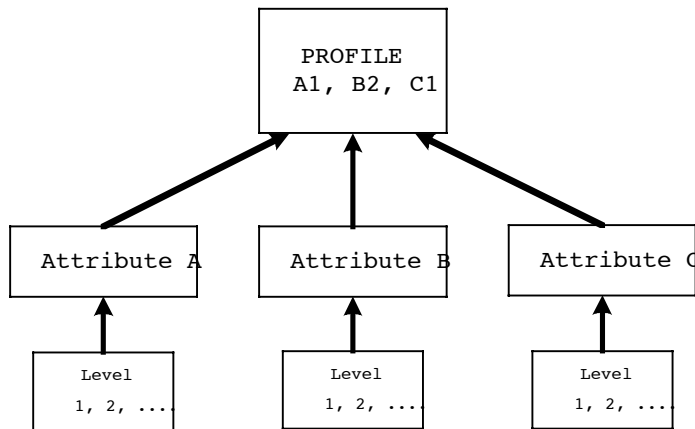 PROFILE
A1, B2, C1
Attribute A
Attribute B
Attribute C
Level
1, 2, ....
Level
1, 2, ....
Level
1, 2, ....